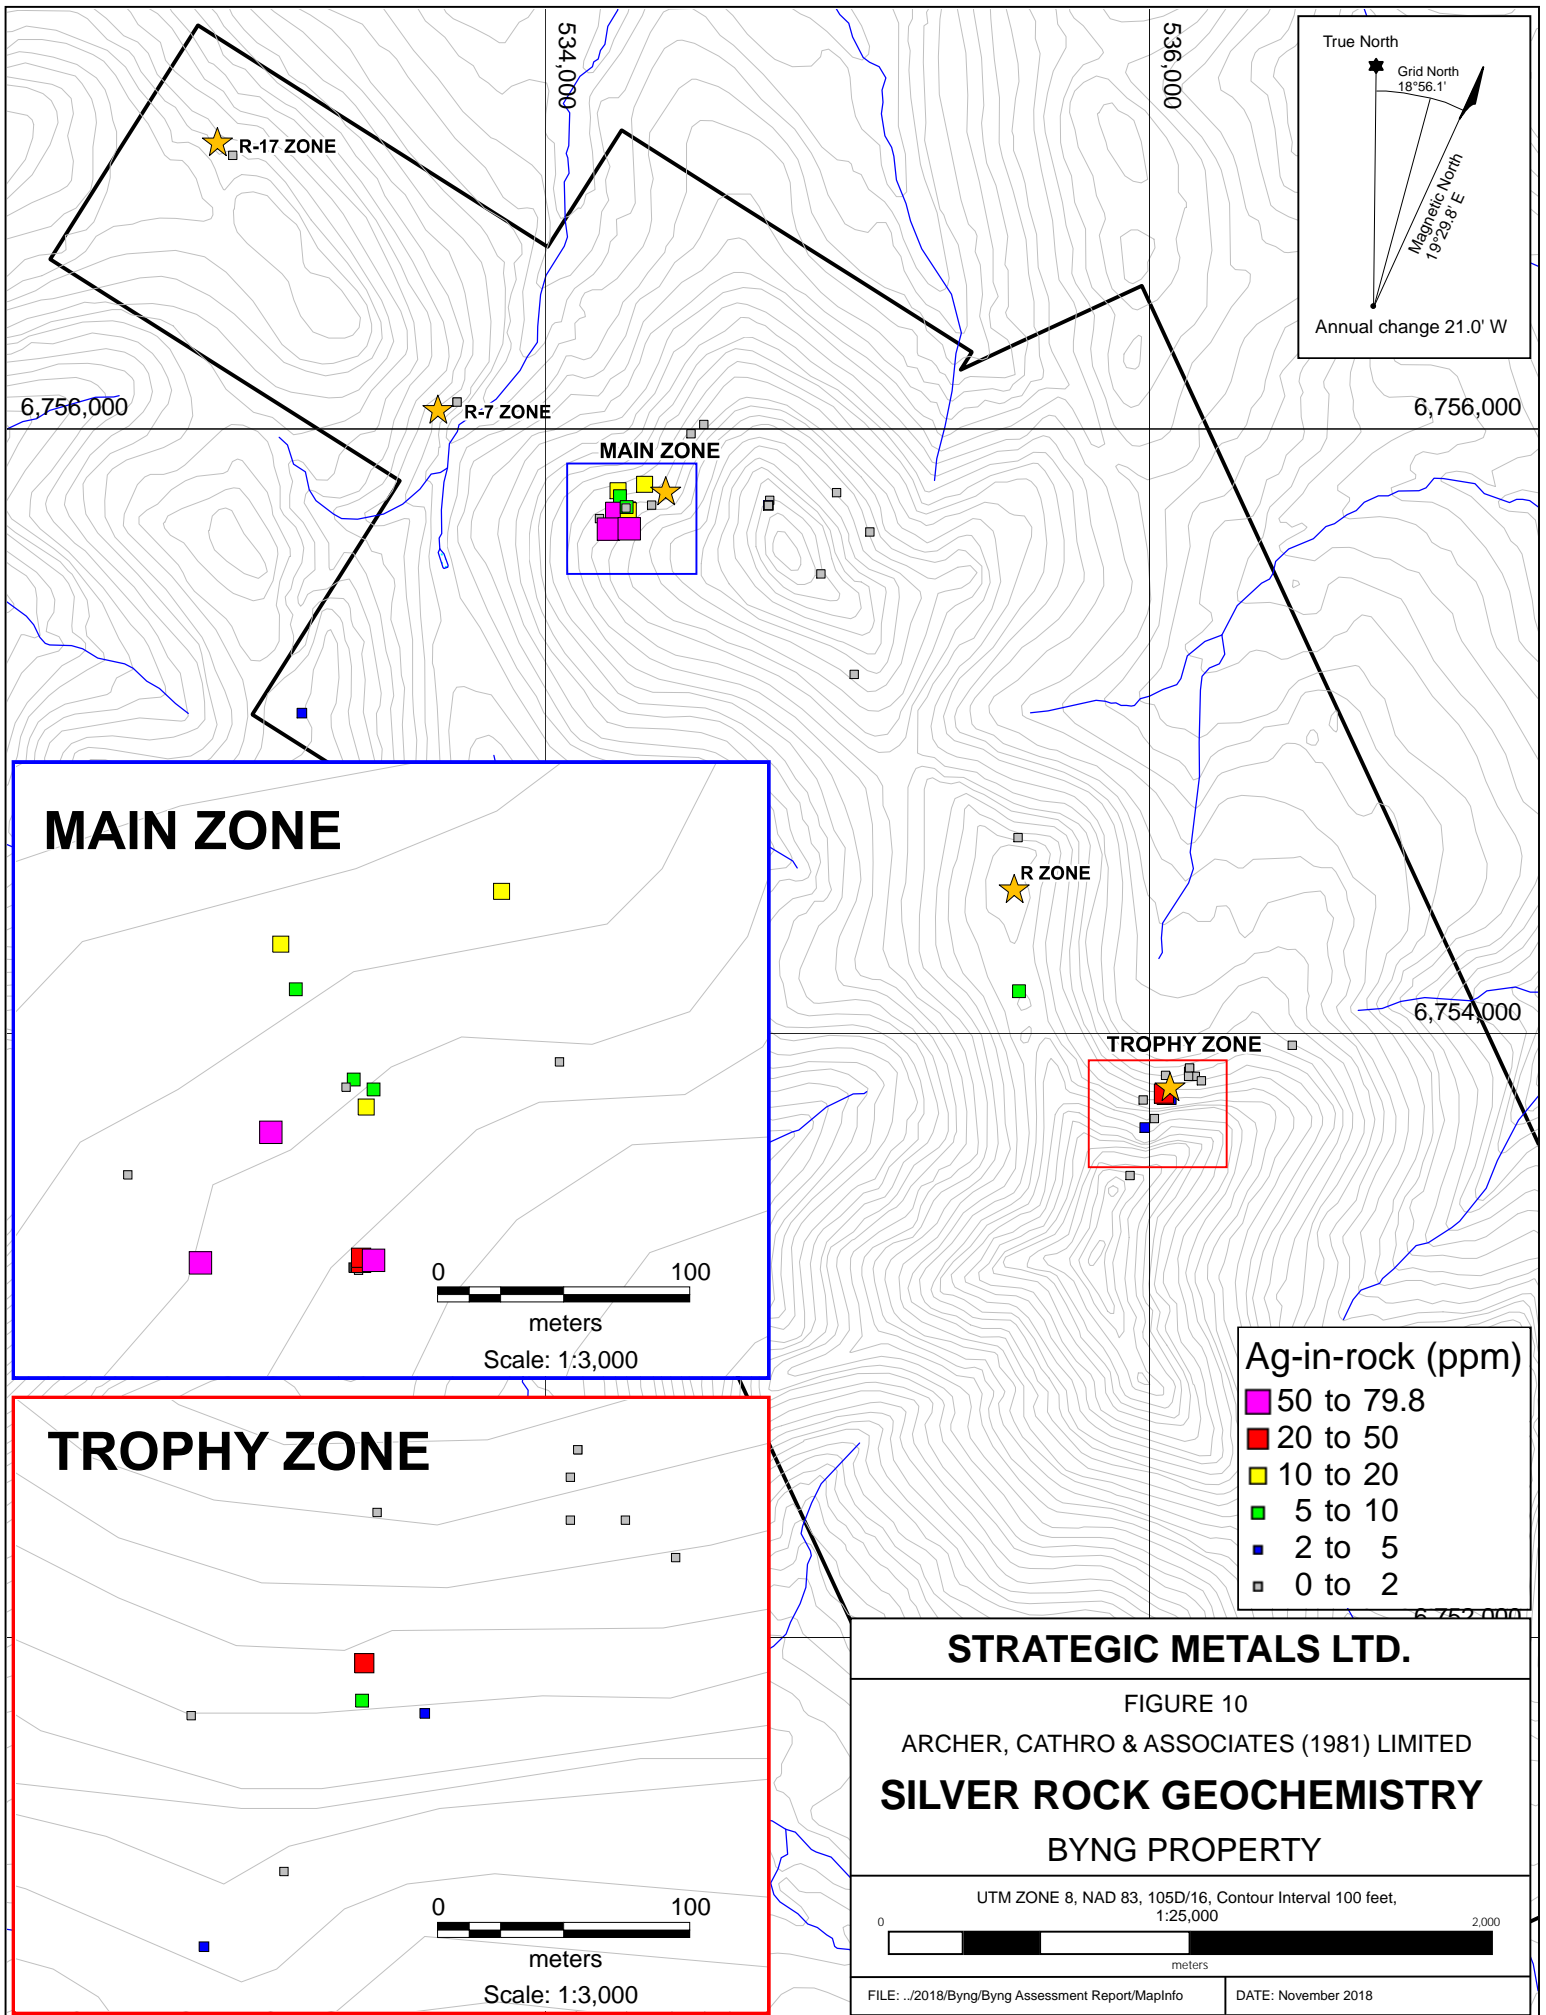 534,000
536,000
True North
Grid North
18°56.1'
Magnetic North
19°29.8' E
Annual change 21.0' W
R-17 ZONE
6,756,000
R-7 ZONE
6,756,000
MAIN ZONE
MAIN ZONE
R ZONE
6,754,000
TROPHY ZONE
0 100
meters
Scale: 1:3,000
TROPHY ZONE
0 100
meters
Scale: 1:3,000
Ag-in-rock (ppm)
50 to 79.8
20 to 50
10 to 20
5 to 10
2 to 5
0 to 2
6,752,000
STRATEGIC METALS LTD.
FIGURE 10
ARCHER, CATHRO & ASSOCIATES (1981) LIMITED
SILVER ROCK GEOCHEMISTRY
BYNG PROPERTY
UTM ZONE 8, NAD 83, 105D/16, Contour Interval 100 feet,
1:25,000
0 2,000
meters
FILE: ../2018/Byng/Byng Assessment Report/MapInfo
DATE: November 2018